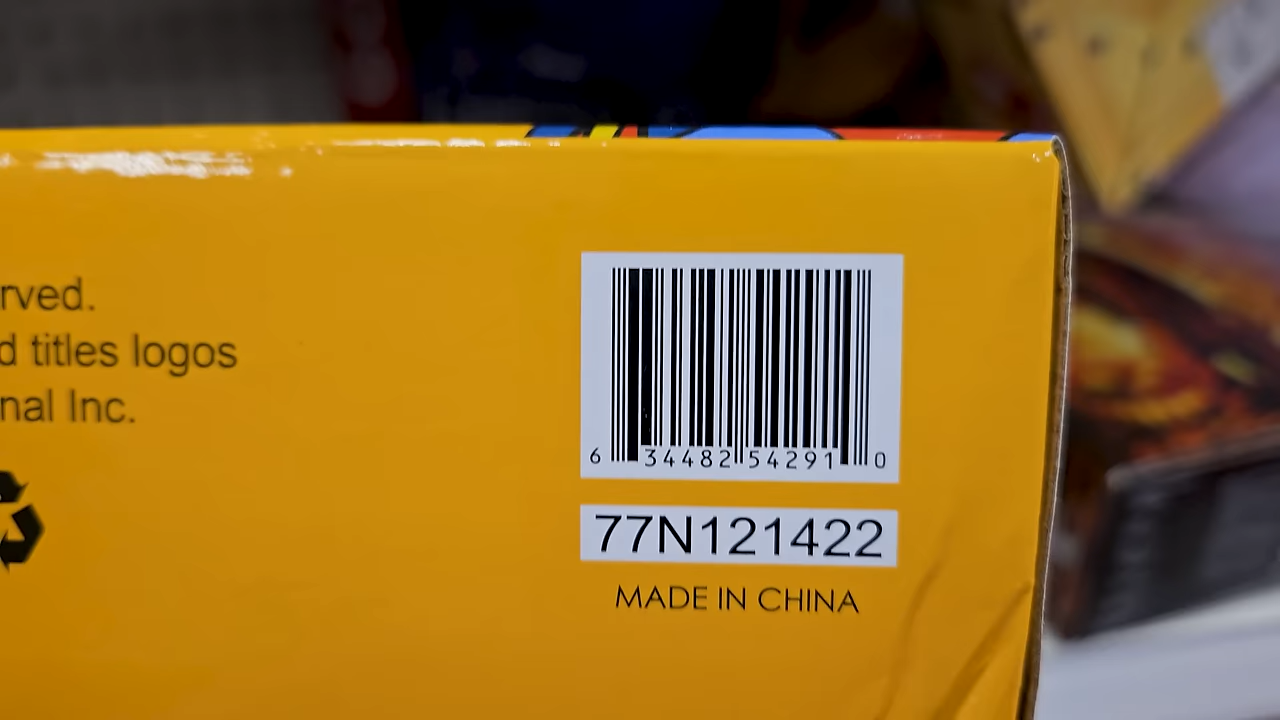 rved.
d titles logos
nal Inc.
6 34482 54291 0
77N121422
MADE IN CHINA